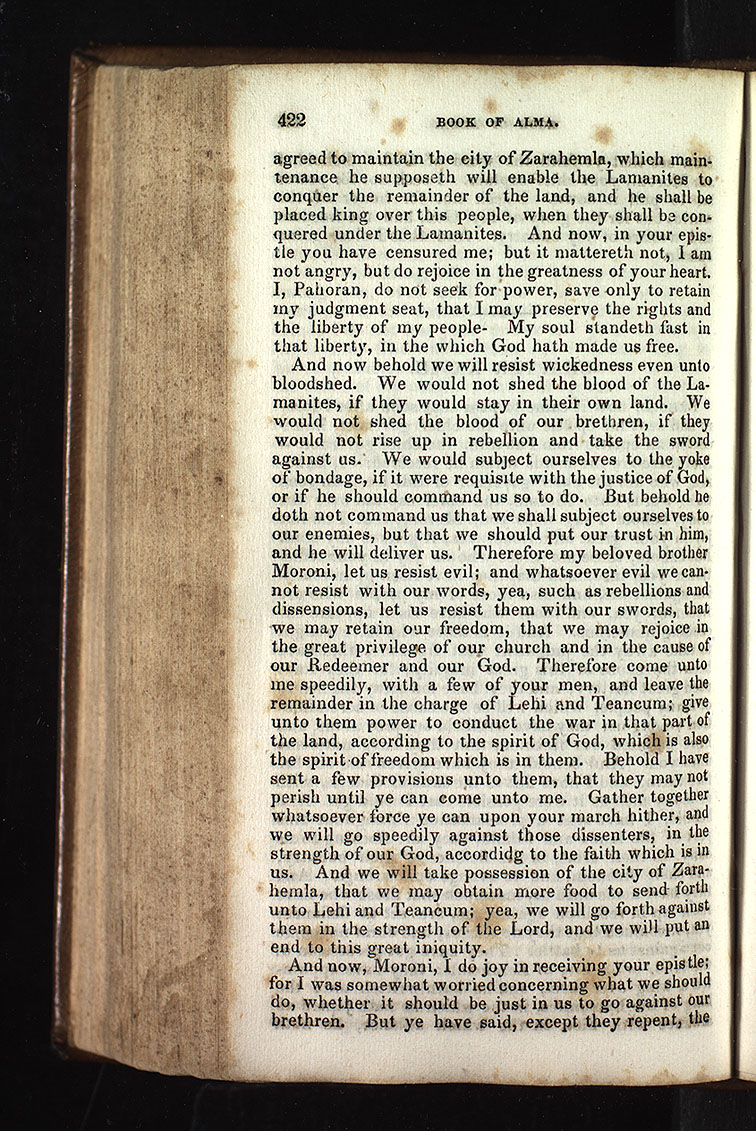 422 BOOK OF ALMA.
agreed to maintain the city of Zarahemla, which main-
tenance he supposeth will enable the Lamanites to
conquer the remainder of the land, and he shall be
placed king over this people, when they shall be con-
quered under the Lamanites. And now, in your epis-
tle you have censured me; but it mattereth not, I am
not angry, but do rejoice in the greatness of your heart.
I, Pahoran, do not seek for power, save only to retain
my judgment seat, that I may preserve the rights and
the liberty of my people- My soul standeth fast in
that liberty, in the which God hath made us free.
And now behold we will resist wickedness even unto
bloodshed. We would not shed the blood of the La-
manites, if they would stay in their own land. We
would not shed the blood of our brethren, if they
would not rise up in rebellion and take the sword
against us. We would subject ourselves to the yoke
of bondage, if it were requisite with the justice of God,
or if he should command us so to do. But behold he
doth not command us that we shall subject ourselves to
our enemies, but that we should put our trust in him,
and he will deliver us. Therefore my beloved brother
Moroni, let us resist evil; and whatsoever evil we can-
not resist with our words, yea, such as rebellions and
dissensions, let us resist them with our swords, that
we may retain our freedom, that we may rejoice in
the great privilege of our church and in the cause of
our Redeemer and our God. Therefore come unto
me speedily, with a few of your men, and leave the
remainder in the charge of Lehi and Teancum; give
unto them power to conduct the war in that part of
the land, according to the spirit of God, which is also
the spirit of freedom which is in them. Behold I have
sent a few provisions unto them, that they may not
perish until ye can come unto me. Gather together
whatsoever force ye can upon your march hither, and
we will go speedily against those dissenters, in the
strength of our God, accordidg to the faith which is in
us. And we will take possession of the city of Zara-
hemla, that we may obtain more food to send forth
unto Lehi and Teancum; yea, we will go forth against
them in the strength of the Lord, and we will put an
end to this great iniquity.
And now, Moroni, I do joy in receiving your epistle;
for I was somewhat worried concerning what we should
do, whether it should be just in us to go against our
brethren. But ye have said, except they repent, the